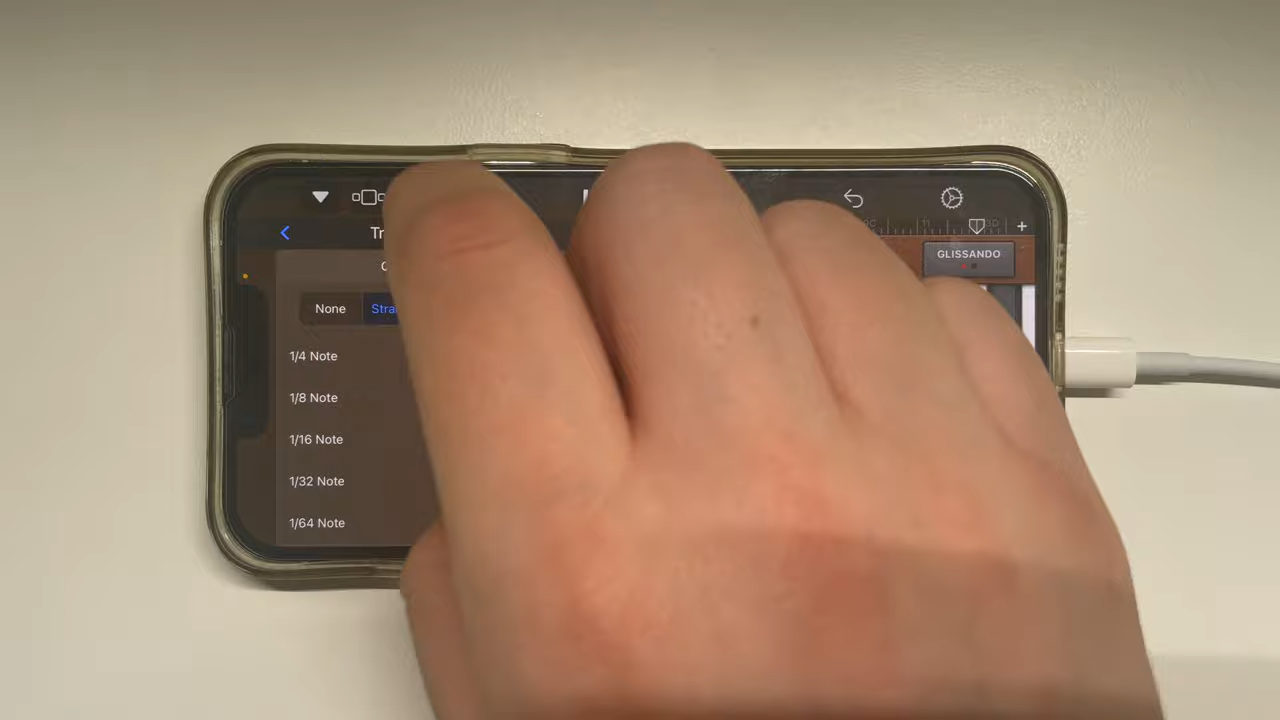 None
1/4 Note
1/8 Note
1/16 Note
1/32 Note
1/64 Note
GLISSANDO